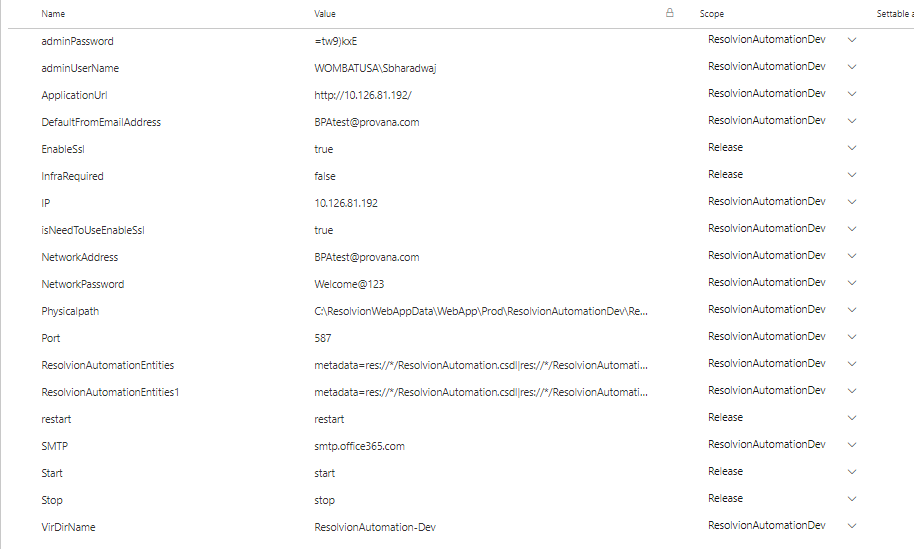 Name Value Scope Settable a
adminPassword =tw9)kxE ResolvionAutomationDev
adminUserName WOMBATUSA\Sbharadwaj ResolvionAutomationDev
ApplicationUrl http://10.126.81.192/ ResolvionAutomationDev
DefaultFromEmailAddress BPAtest@provana.com ResolvionAutomationDev
EnableSsl true Release
InfraRequired false Release
IP 10.126.81.192 ResolvionAutomationDev
isNeedToUseEnableSsl true ResolvionAutomationDev
NetworkAddress BPAtest@provana.com ResolvionAutomationDev
NetworkPassword Welcome@123 ResolvionAutomationDev
Physicalpath C:\ResolvionWebAppData\WebApp\Prod\ResolvionAutomationDev\Re... ResolvionAutomationDev
Port 587 ResolvionAutomationDev
ResolvionAutomationEntities metadata=res://*/ResolvionAutomation.csdl|res://*/ResolvionAutomati... ResolvionAutomationDev
ResolvionAutomationEntities1 metadata=res://*/ResolvionAutomation.csdl|res://*/ResolvionAutomati... ResolvionAutomationDev
restart restart Release
SMTP smtp.office365.com ResolvionAutomationDev
Start start Release
Stop stop Release
VirDirName ResolvionAutomation-Dev ResolvionAutomationDev